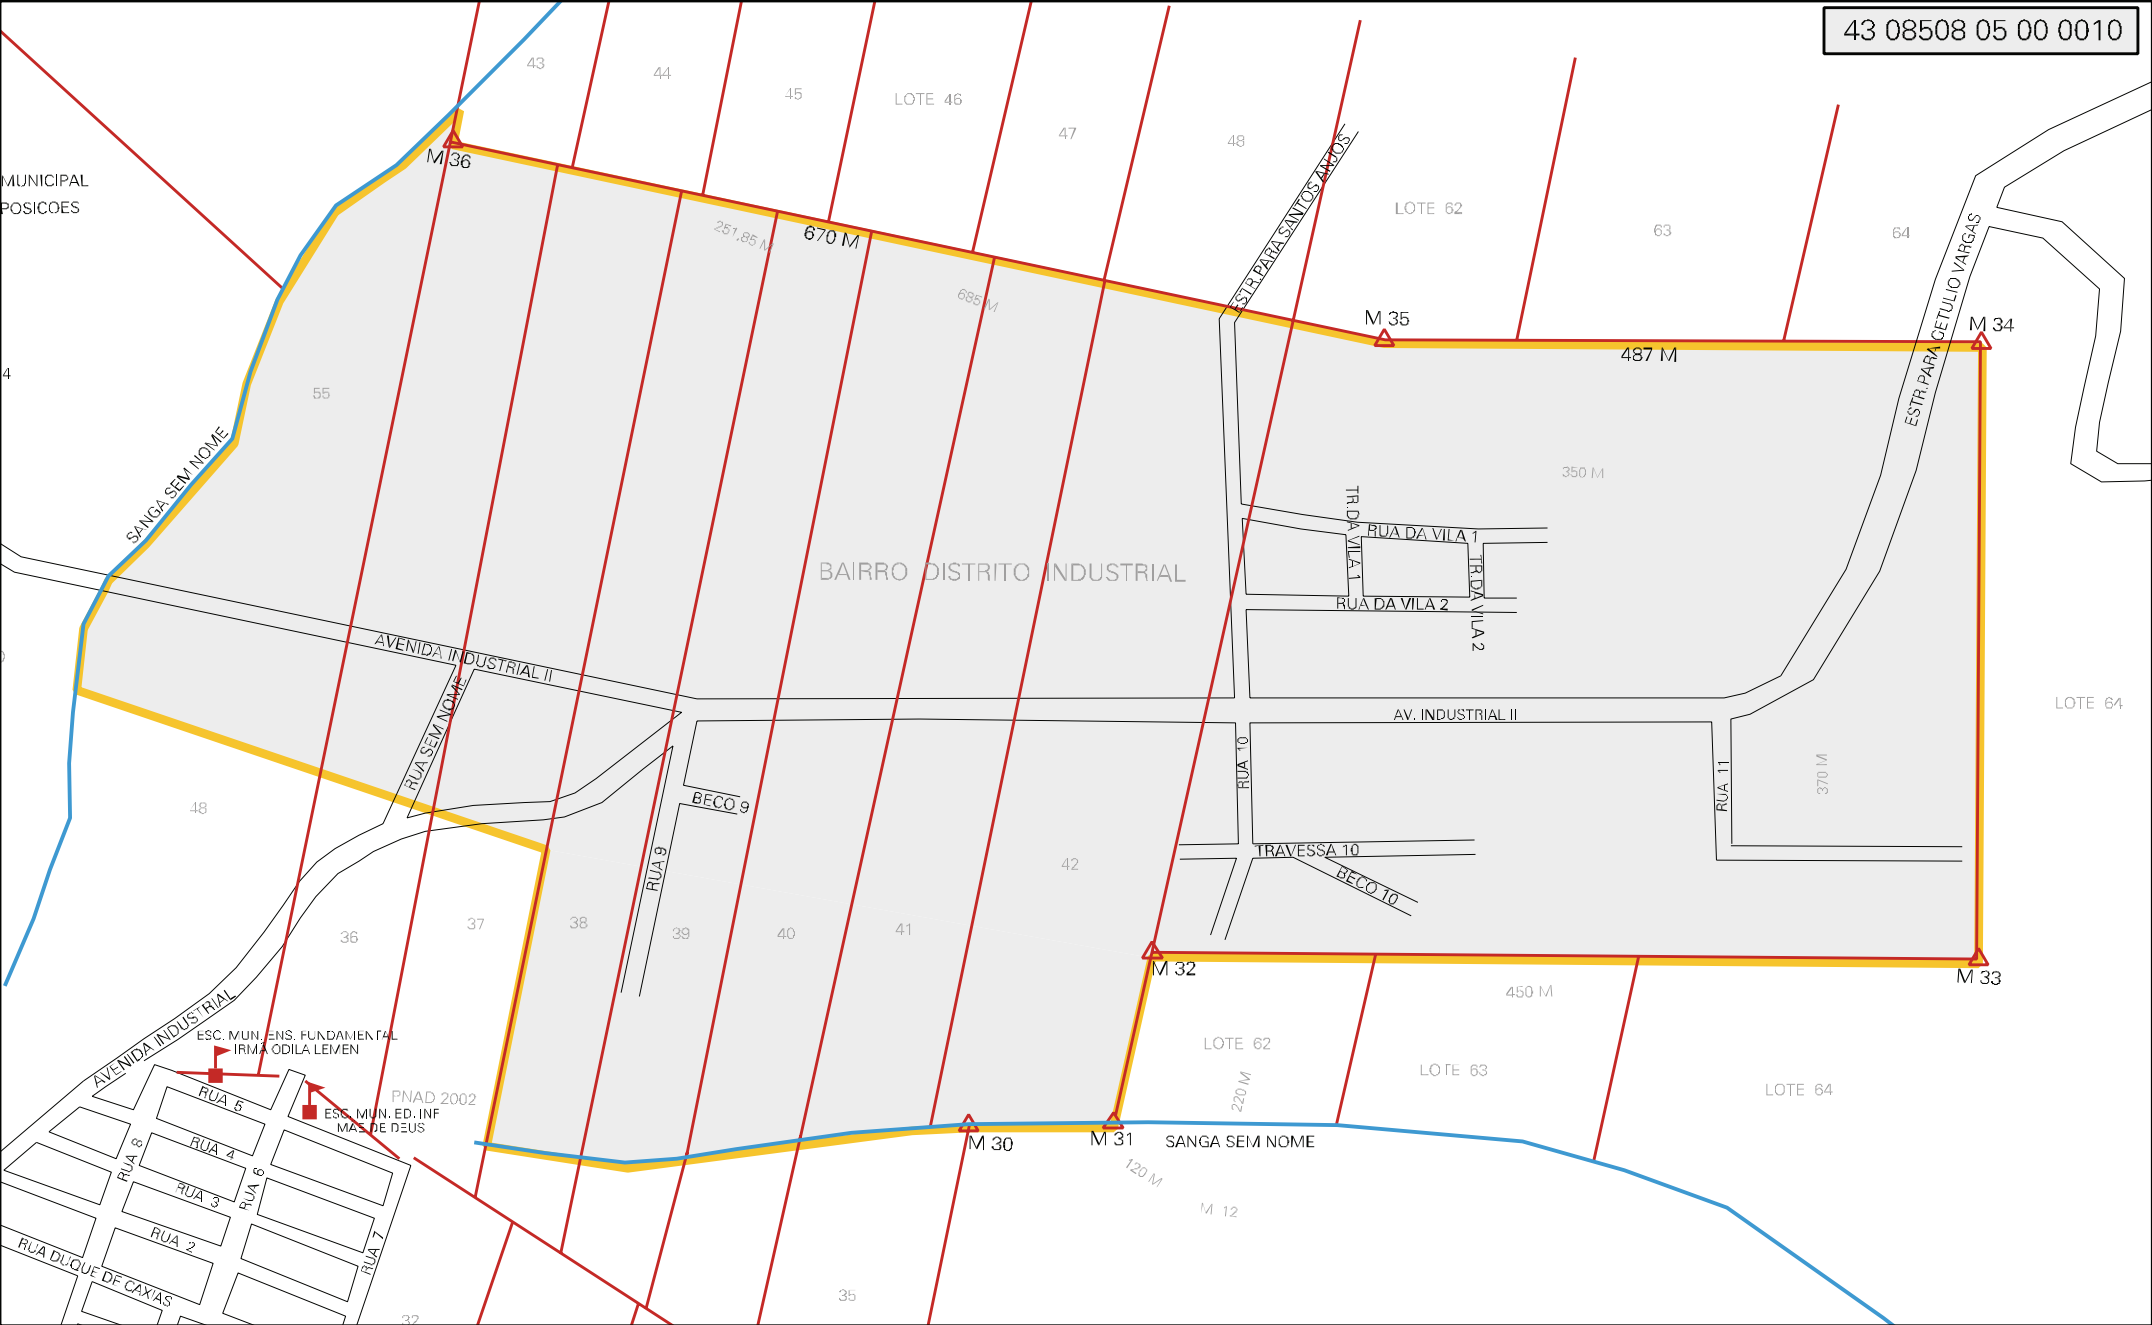 43 08508 05 00 0010
43
44
45
LOTE 46
47
48
M 36
MUNICIPAL
POSICOES
ESTR.PARA SANTOS ANJOS
LOTE 62
63
64
251,85 M
670 M
685 M
M 35
487 M
M 34
ESTR.PARA GETULIO VARGAS
4
55
SANGA SEM NOME
350 M
TR.DA VILA 1
RUA DA VILA 1
TR.DA VILA 2
RUA DA VILA 2
BAIRRO DISTRITO INDUSTRIAL
AVENIDA INDUSTRIAL II
RUA SEM NOME
AV. INDUSTRIAL II
LOTE 64
RUA 10
RUA 11
370 M
48
BECO 9
RUA 9
42
TRAVESSA 10
BECO 10
36
37
38
39
40
41
M 32
M 33
450 M
AVENIDA INDUSTRIAL
ESC. MUN. ENS. FUNDAMENTAL
IRMÃ ODILA LEMEN
LOTE 62
LOTE 63
LOTE 64
220 M
PNAD 2002
ESC. MUN. ED. INF
MAE DE DEUS
RUA 5
RUA 4
RUA 3
RUA 2
RUA 8
RUA 6
RUA 7
RUA DUQUE DE CAXIAS
M 30
M 31
SANGA SEM NOME
120 M
M 12
35
32